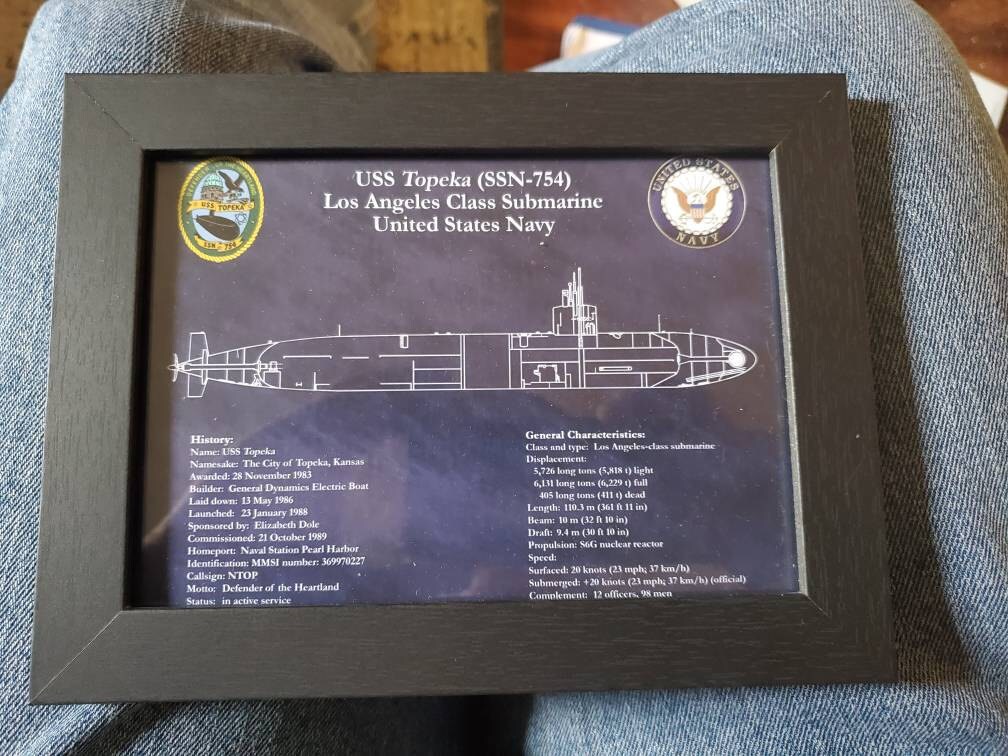 USS Topeka (SSN-754)
Los Angeles Class Submarine
United States Navy
USS TOPEKA
SSN - 754
UNITED STATES
NAVY
History:
Name: USS Topeka
Namesake: The City of Topeka, Kansas
Awarded: 28 November 1983
Builder: General Dynamics Electric Boat
Laid down: 13 May 1986
Launched: 23 January 1988
Sponsored by: Elizabeth Dole
Commissioned: 21 October 1989
Homeport: Naval Station Pearl Harbor
Identification: MMSI number: 369970227
Callsign: NTOP
Motto: Defender of the Heartland
Status: in active service
General Characteristics:
Class and type: Los Angeles-class submarine
Displacement:
5,726 long tons (5,818 t) light
6,131 long tons (6,229 t) full
405 long tons (411 t) dead
Length: 110.3 m (361 ft 11 in)
Beam: 10 m (32 ft 10 in)
Draft: 9.4 m (30 ft 10 in)
Propulsion: S6G nuclear reactor
Speed:
Surfaced: 20 knots (23 mph; 37 km/h)
Submerged: +20 knots (23 mph; 37 km/h) (official)
Complement: 12 officers, 98 men